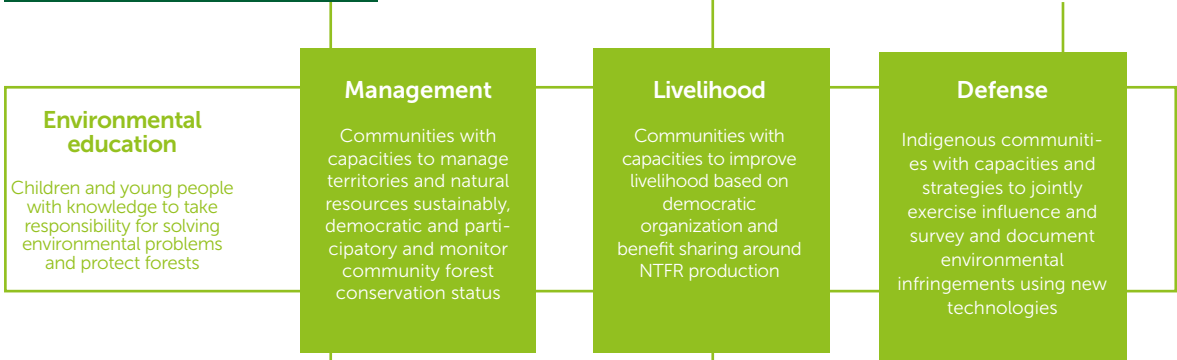 Environmental
education
Children and young people
with knowledge to take
responsibility for solving
environmental problems
and protect forests
Management
Communities with
capacities to manage
territories and natural
resources sustainably,
democratic and parti-
cipatory and monitor
community forest
conservation status
Livelihood
Communities with
capacities to improve
livelihood based on
democratic
organization and
benefit sharing around
NTFR production
Defense
Indigenous communiti-
es with capacities and
strategies to jointly
exercise influence and
survey and document
environmental
infringements using new
technologies